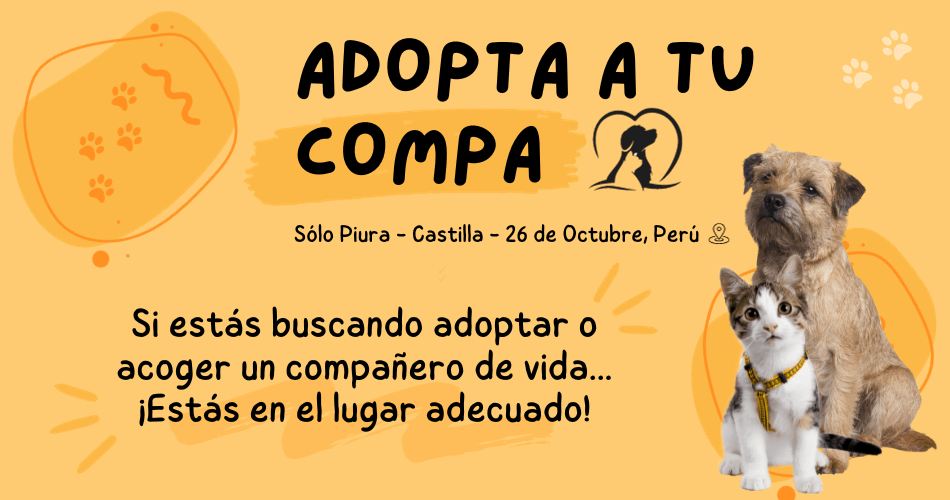 ADOPTA A TU
COMPA
Sólo Piura - Castilla - 26 de Octubre, Perú
Si estás buscando adoptar o
acoger un compañero de vida...
¡Estás en el lugar adecuado!